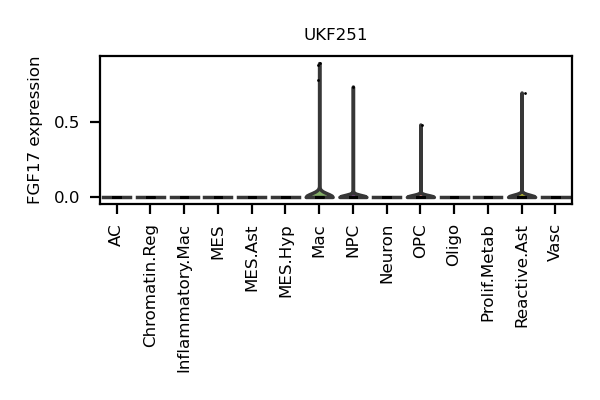 UKF251
FGF17 expression
0.5
0.0
AC
Chromatin.Reg
Inflammatory.Mac
MES
MES.Ast
MES.Hyp
Mac
NPC
Neuron
OPC
Oligo
Prolif.Metab
Reactive.Ast
Vasc